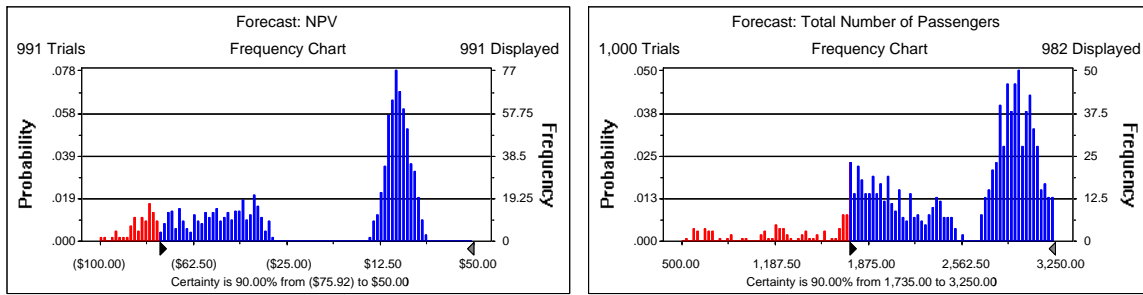 Forecast: NPV
991 Trials Frequency Chart 991 Displayed
.078 77
.058 57.75
.039 38.5
.019 19.25
.000 0
Probability
Frequency
($100.00) ($62.50) ($25.00) $12.50 $50.00
Certainty is 90.00% from ($75.92) to $50.00
Forecast: Total Number of Passengers
1,000 Trials Frequency Chart 982 Displayed
.050 50
.038 37.5
.025 25
.013 12.5
.000 0
Probability
Frequency
500.00 1,187.50 1,875.00 2,562.50 3,250.00
Certainty is 90.00% from 1,735.00 to 3,250.00